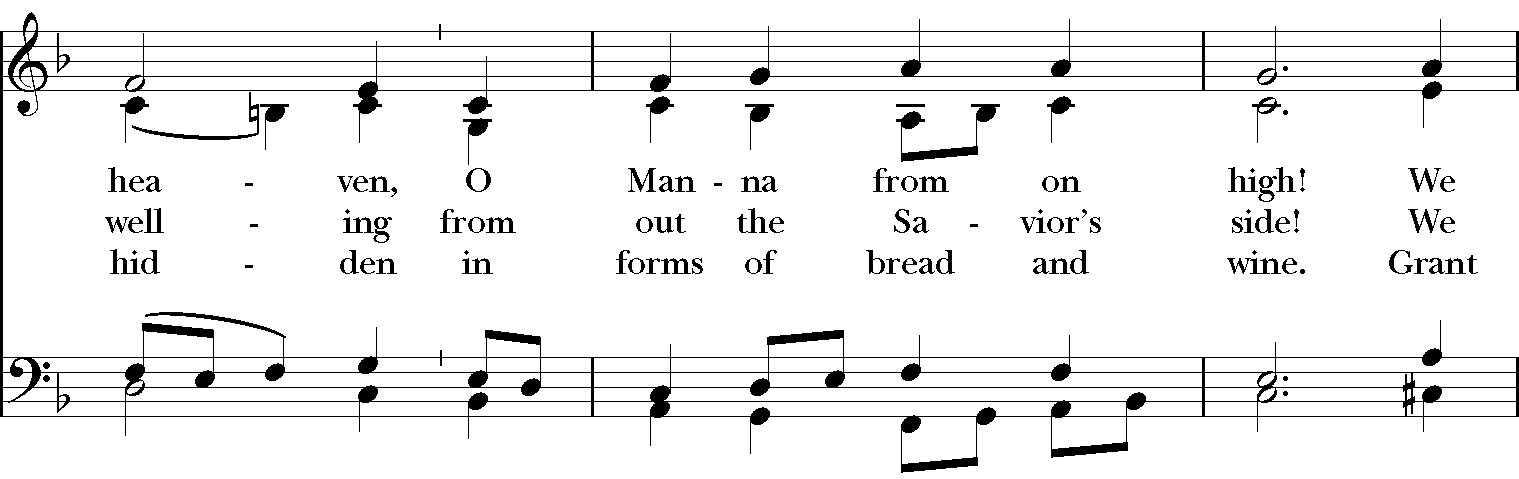 hea - ven, O Man - na from on high! We
well - ing from out the Sa - vior's side! We
hid - den in forms of bread and wine. Grant